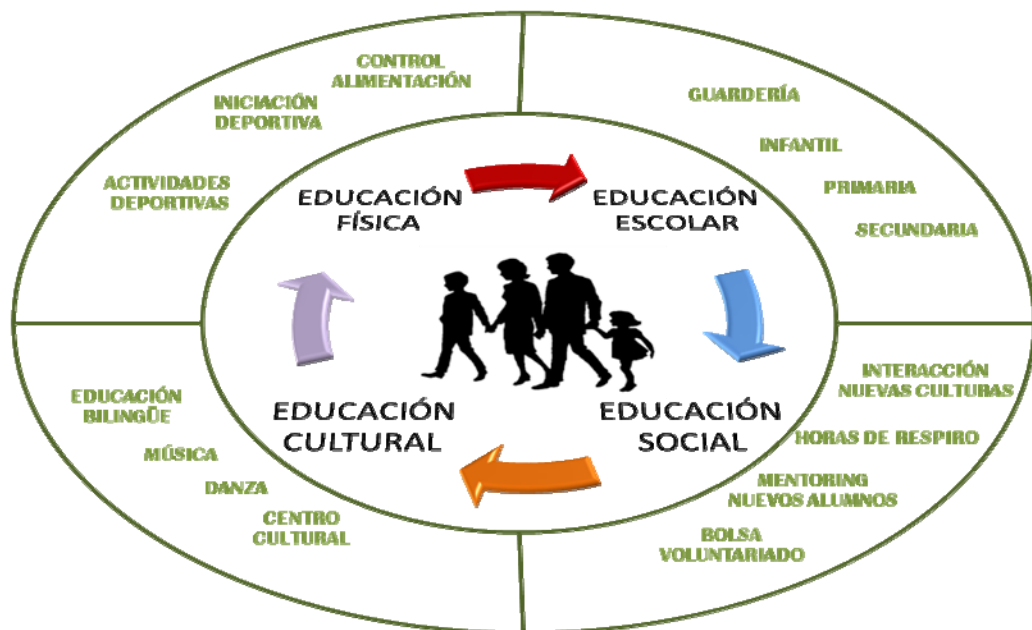 CONTROL
ALIMENTACIÓN
INICIACIÓN
DEPORTIVA
ACTIVIDADES
DEPORTIVAS
GUARDERÍA
INFANTIL
PRIMARIA
SECUNDARIA
EDUCACIÓN
FÍSICA
EDUCACIÓN
ESCOLAR
EDUCACIÓN
CULTURAL
EDUCACIÓN
SOCIAL
EDUCACIÓN
BILINGÜE
MÚSICA
DANZA
CENTRO
CULTURAL
INTERACCIÓN
NUEVAS CULTURAS
HORAS DE RESPIRO
MENTORING
NUEVOS ALUMNOS
BOLSA
VOLUNTARIADO